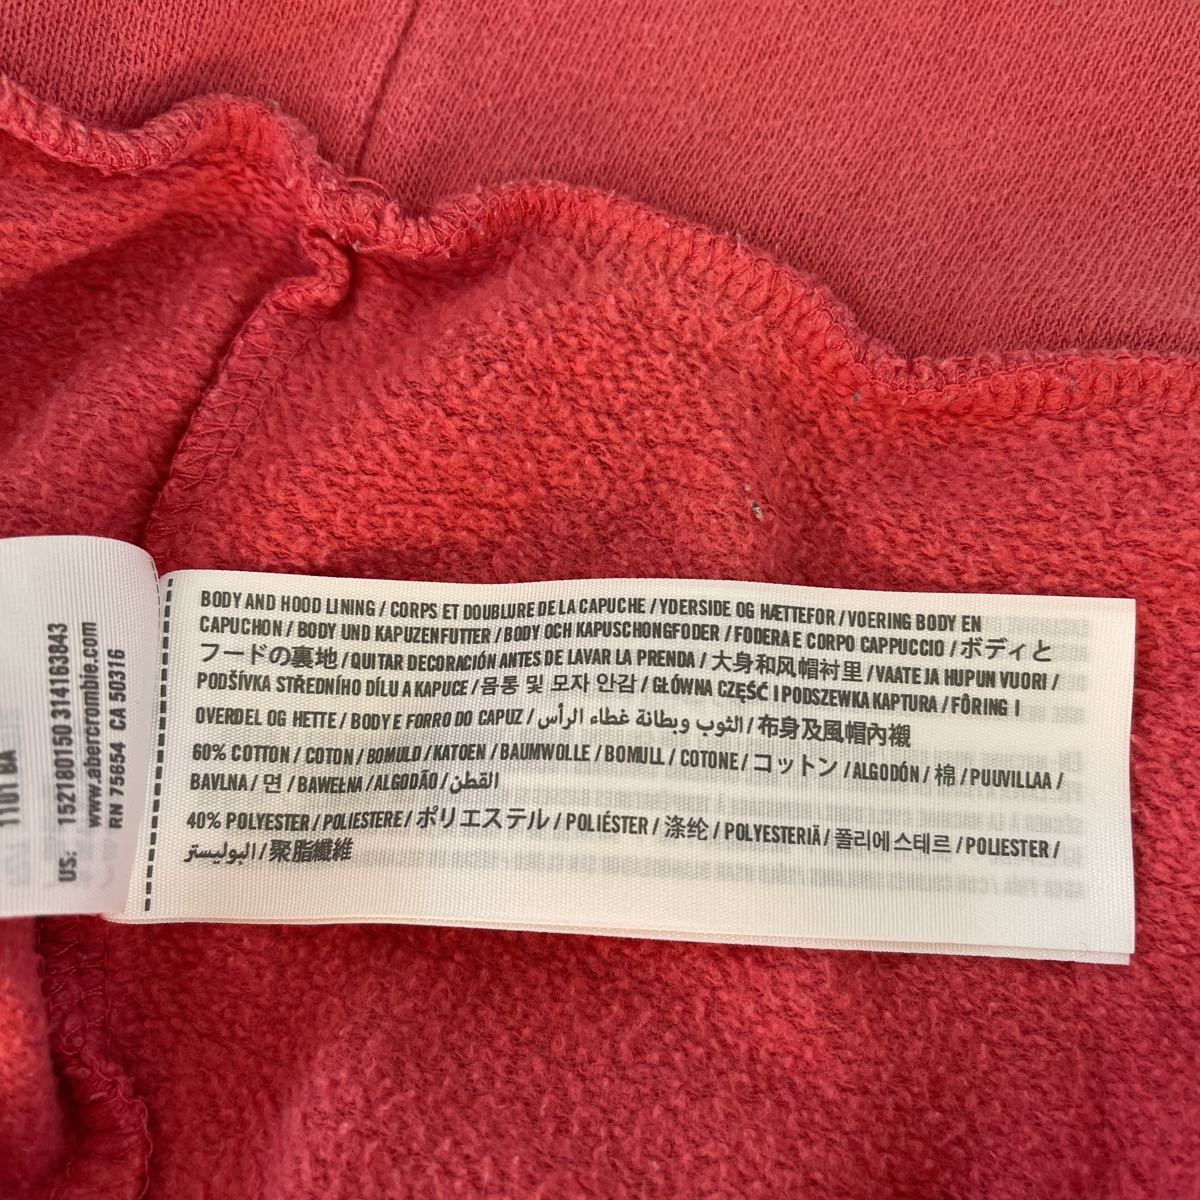 BODY AND HOOD LINING / CORPS ET DOUBLURE DE LA CAPUCHE / YDERSIDE OG HÆTTEFOR / VOERING BODY EN
CAPUCHON / BODY UND KAPUZENFUTTER / BODY OCH KAPUSCHONGFODER / FODERA E CORPO CAPPUCCIO / ボディと
フードの裏地 / QUITAR DECORACIÓN ANTES DE LAVAR LA PRENDA / 大身和风帽衬里 / VAATE JA HUPUN VUORI /
PODŠÍVKA STŘEDNÍHO DÍLU A KAPUCE / 몸통 및 모자 안감 / GŁÓWNA CZĘŚĆ I PODSZEWKA KAPTURA / FÔRING I
OVERDEL OG HETTE / BODY E FORRO DO CAPUZ / الثوب وبطانة غطاء الرأس / 布身及風帽內襯
60% COTTON / COTON / BOMULD / KATOEN / BAUMWOLLE / BOMULL / COTONE / コットン / ALGODÓN / 棉 / PUUVILLAA /
BAVLNA / 면 / BAWEŁNA / ALGODÃO / القطن
40% POLYESTER / POLIESTERE / ポリエステル / POLIÉSTER / 涤纶 / POLYESTERIÄ / 폴리에스테르 / POLIESTER /
البوليستر / 聚脂纖維
1101 BA
US: 152180150 314163843
www.abercrombie.com
RN 75654 CA 50316